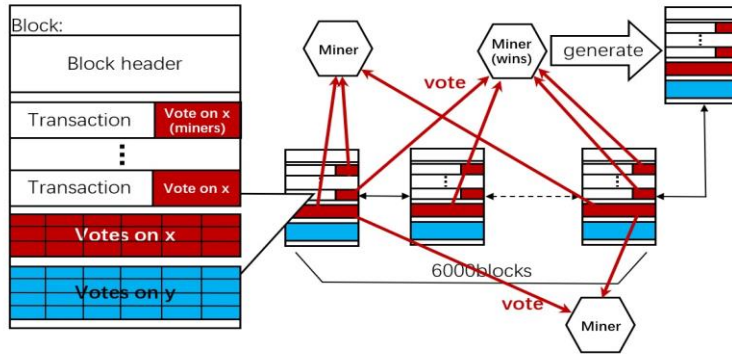 Block:
Block header
Transaction
Vote on x
(miners)
Transaction
Vote on x
Votes on x
Votes on y
Miner
Miner
(wins)
generate
vote
6000blocks
vote
Miner